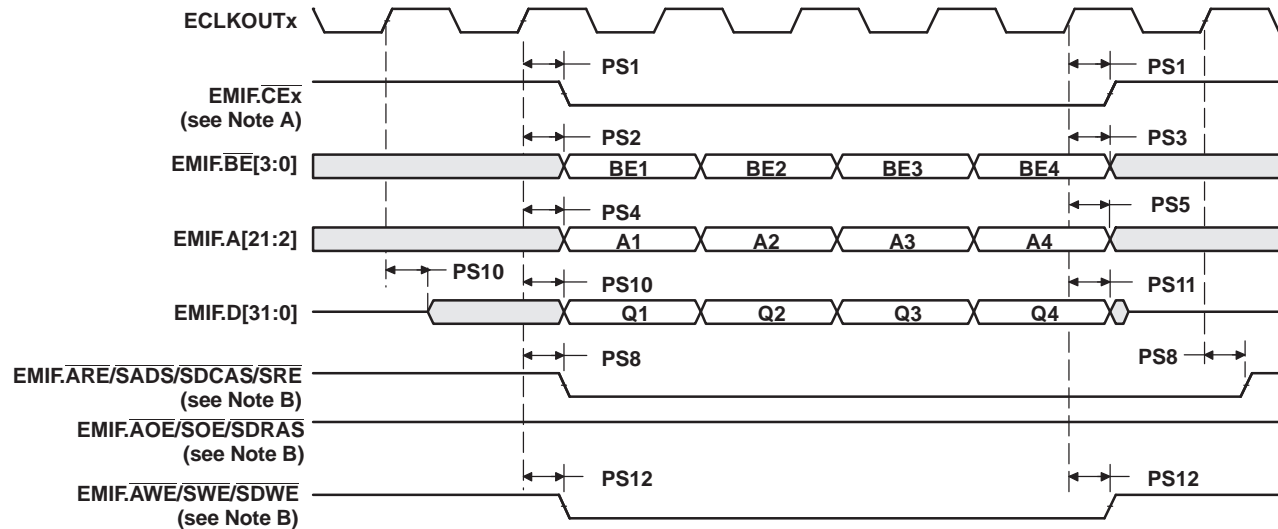 ECLKOUTx
PS1 PS1
EMIF.CEx
(see Note A)
PS2 PS3
EMIF.BE[3:0] BE1 BE2 BE3 BE4
PS4 PS5
EMIF.A[21:2] A1 A2 A3 A4
PS10 PS10 PS11
EMIF.D[31:0] Q1 Q2 Q3 Q4
PS8 PS8
EMIF.ARE/SADS/SDCAS/SRE
(see Note B)
EMIF.AOE/SOE/SDRAS
(see Note B)
PS12 PS12
EMIF.AWE/SWE/SDWE
(see Note B)